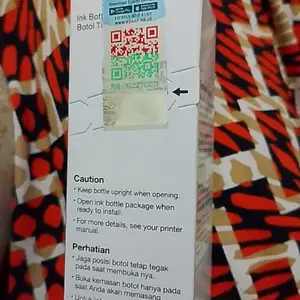 Ink Bott
Botol Ti
Caution
• Keep bottle upright when opening.
• Open ink bottle package when
ready to install.
• For more details, see your printer
manual.
Perhatian
• Jaga posisi botol tetap tegak
pada saat membuka nya.
• Buka kemasan botol hanya pada
saat Anda akan memasang